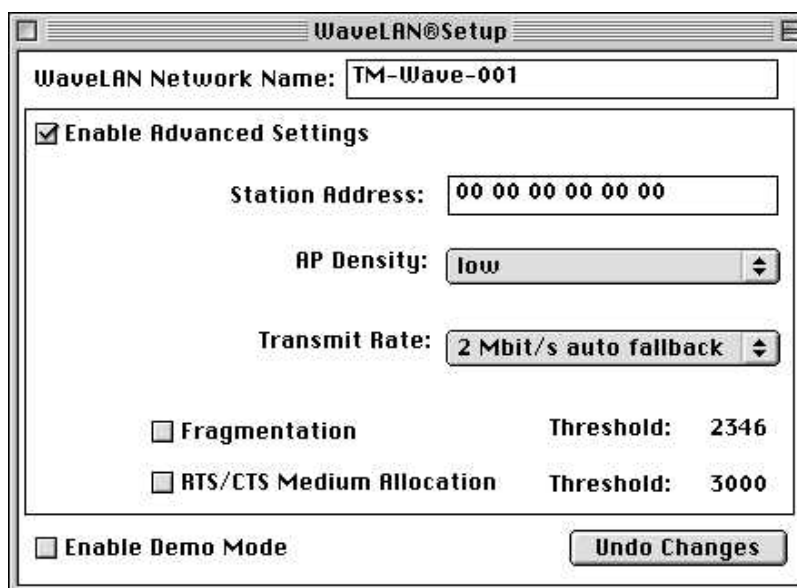 WaveLAN®Setup
WaveLAN Network Name: TM-Wave-001
Enable Advanced Settings
Station Address: 00 00 00 00 00 00
AP Density: low
Transmit Rate: 2 Mbit/s auto fallback
Fragmentation Threshold: 2346
RTS/CTS Medium Allocation Threshold: 3000
Enable Demo Mode Undo Changes